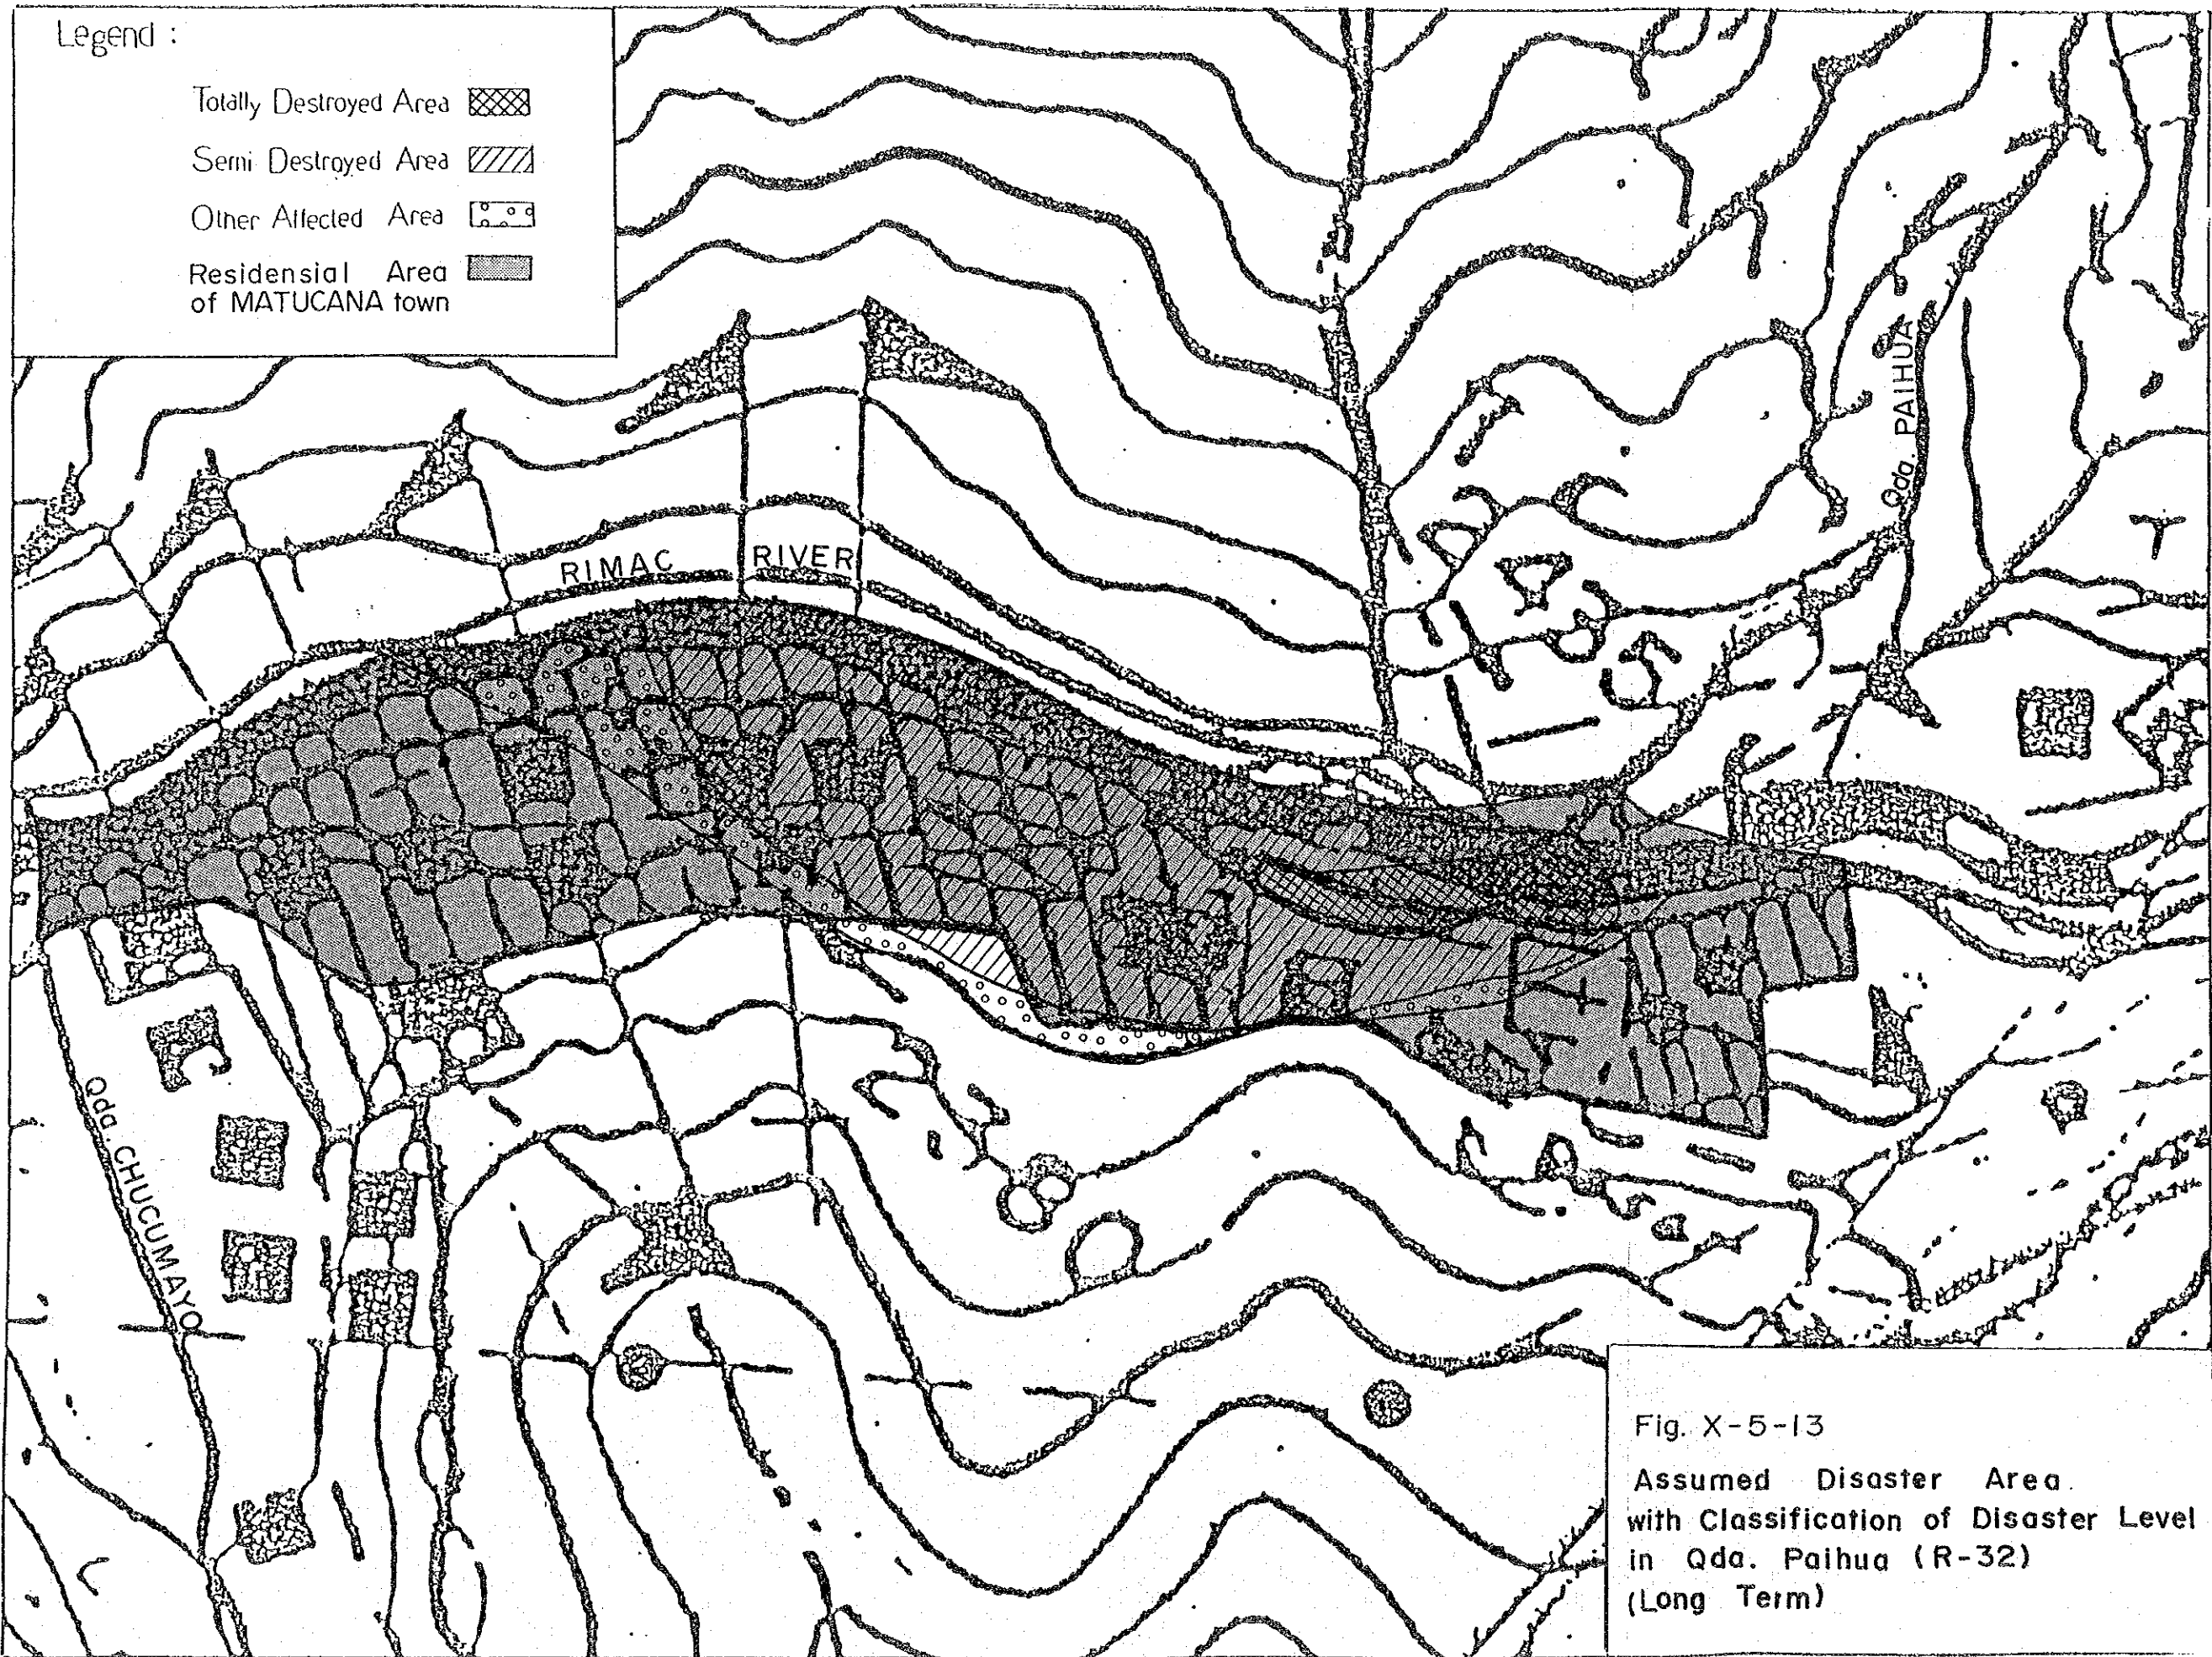 Legend :
Totally Destroyed Area
Semi Destroyed Area
Other Affected Area
Residensial Area
of MATUCANA town
RIMAC RIVER
Qda. PAIHUA
Qda. CHUCUMAYO
Fig. X-5-13
Assumed Disaster Area
with Classification of Disaster Level
in Qda. Paihua (R-32)
(Long Term)